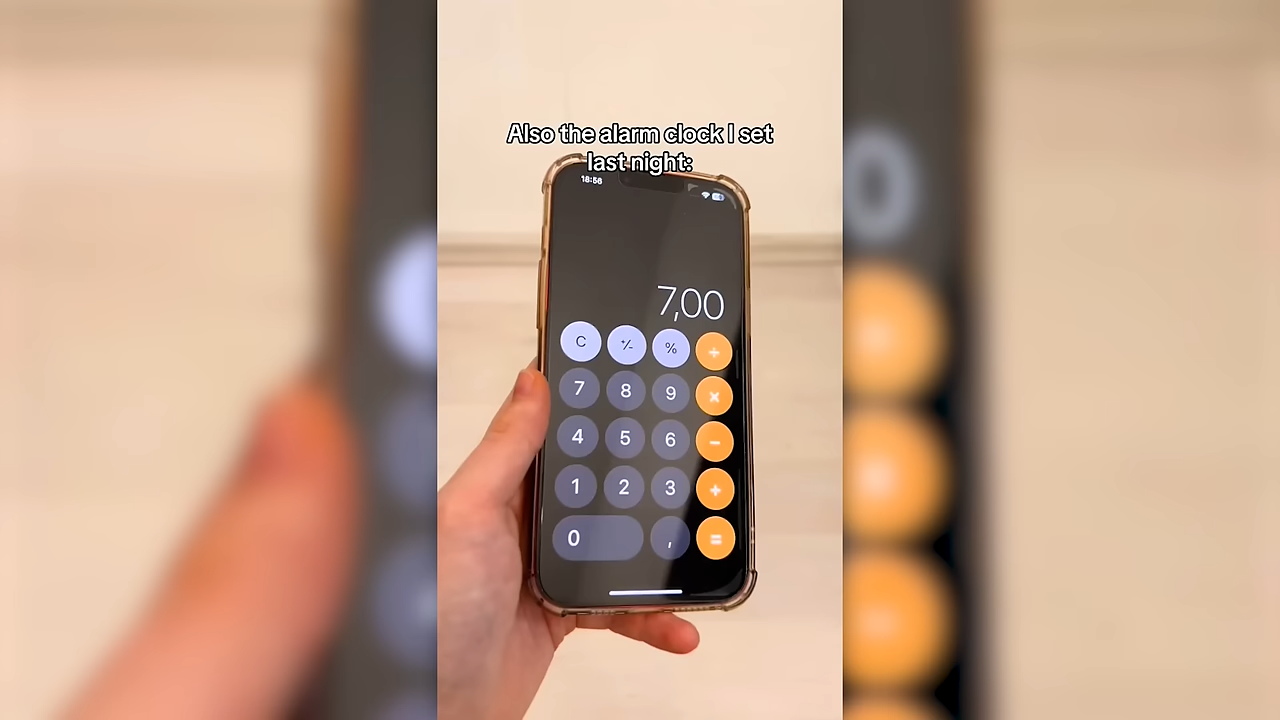 Also the alarm clock I set
last night:
18:56
7,00
C +/- % ÷
7 8 9 ×
4 5 6 −
1 2 3 +
0 , =